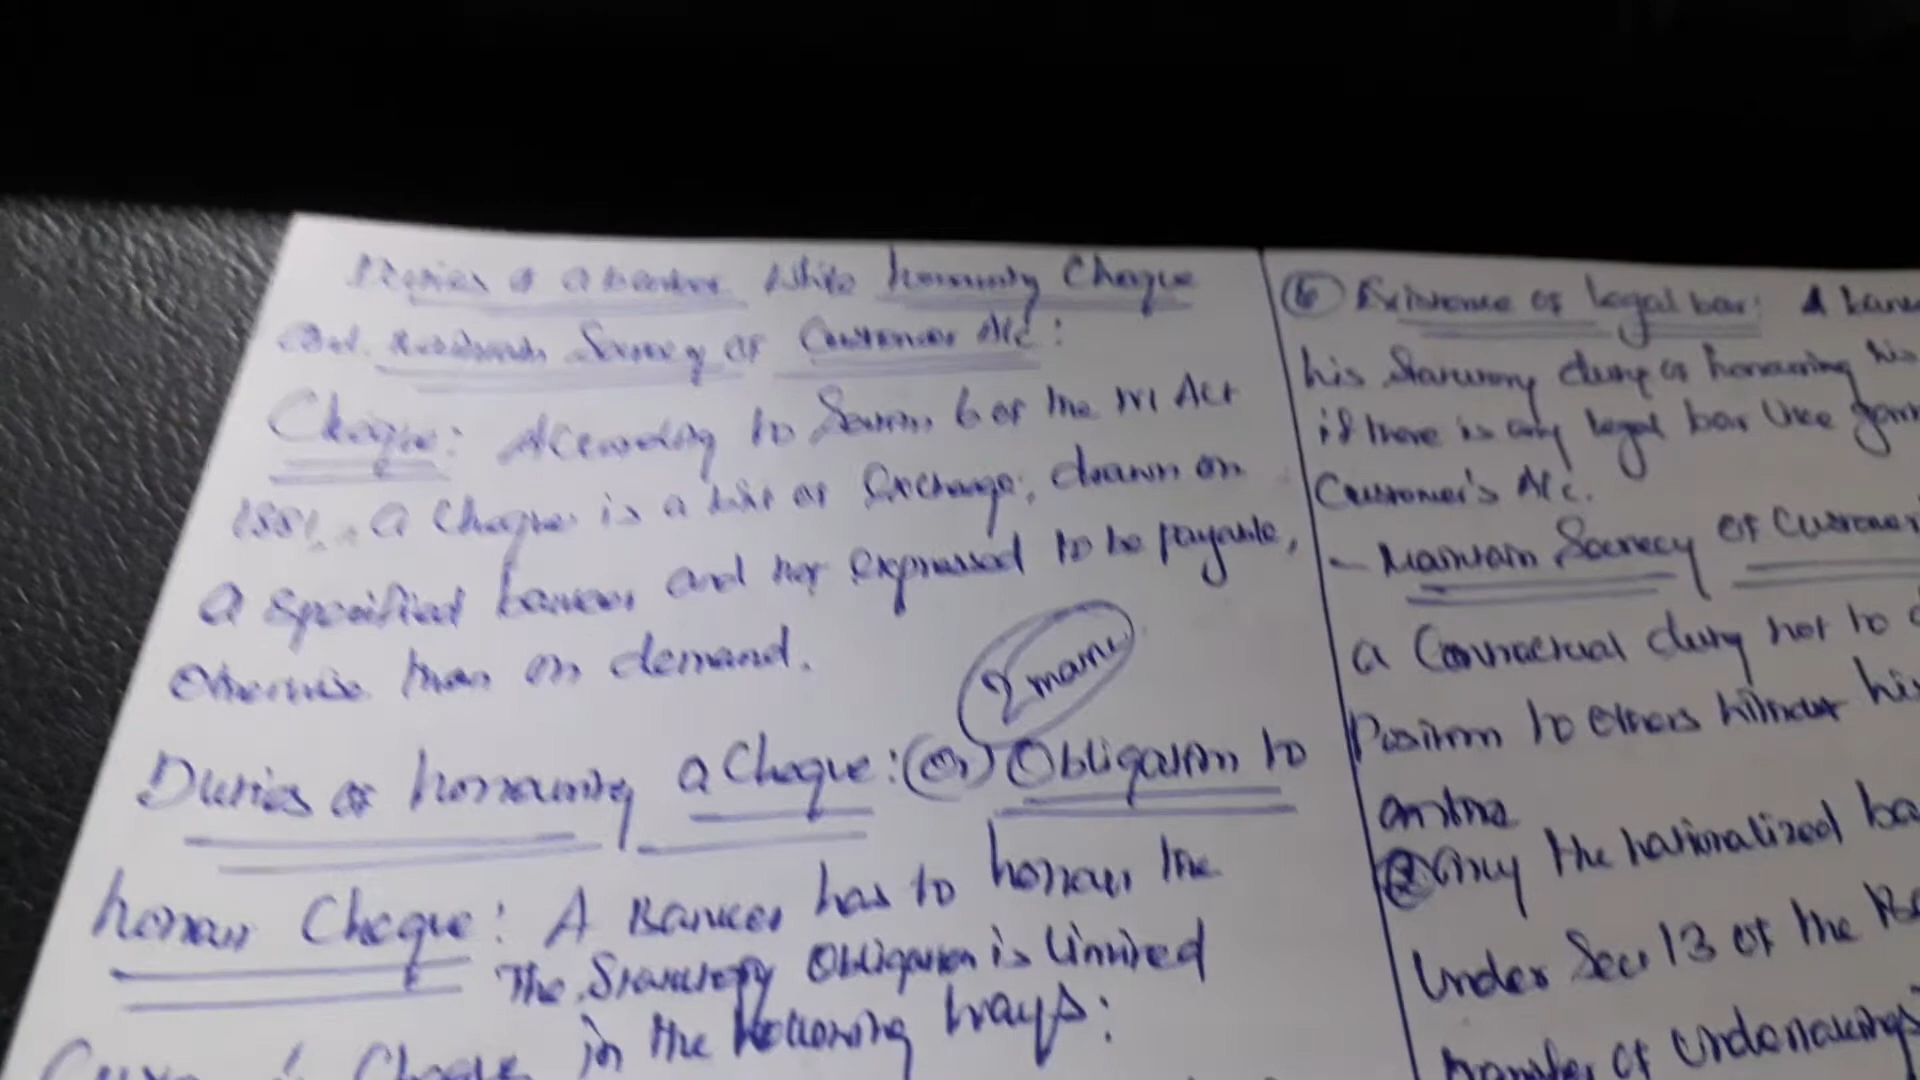 Duties of a banker while honouring Cheque
and Maintain Secrecy of Customer A/c:
Cheque: According to Section 6 of the NI Act
1881, a Cheque is a bill of Exchange, drawn on
a specified banker and not expressed to be payable,
otherwise than on demand.
2 marks
Duties of honouring a Cheque: (Or) Obligation to
honour Cheque: A Banker has to honour the
The Statutory Obligation is limited
in the following ways:
Cheque
6 Existence of Legal bar: A
his Statutory duty of honouring his
if there is any legal bar like
Customer's A/c.
- Maintain Secrecy of Customer
a Contractual duty not to
Position to others without his
the nationalized
Under Sec 13 of the
transfer of Undertakings